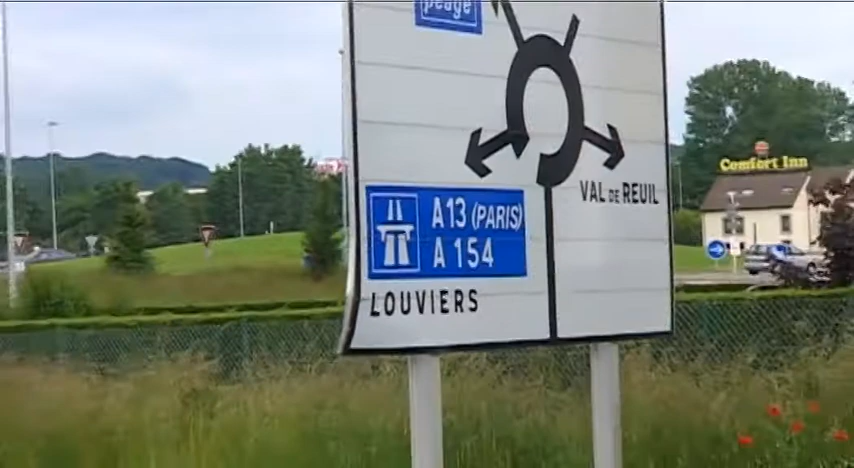 péage
A13 (PARIS)
A 154
LOUVIERS
VAL DE REUIL
Comfort Inn